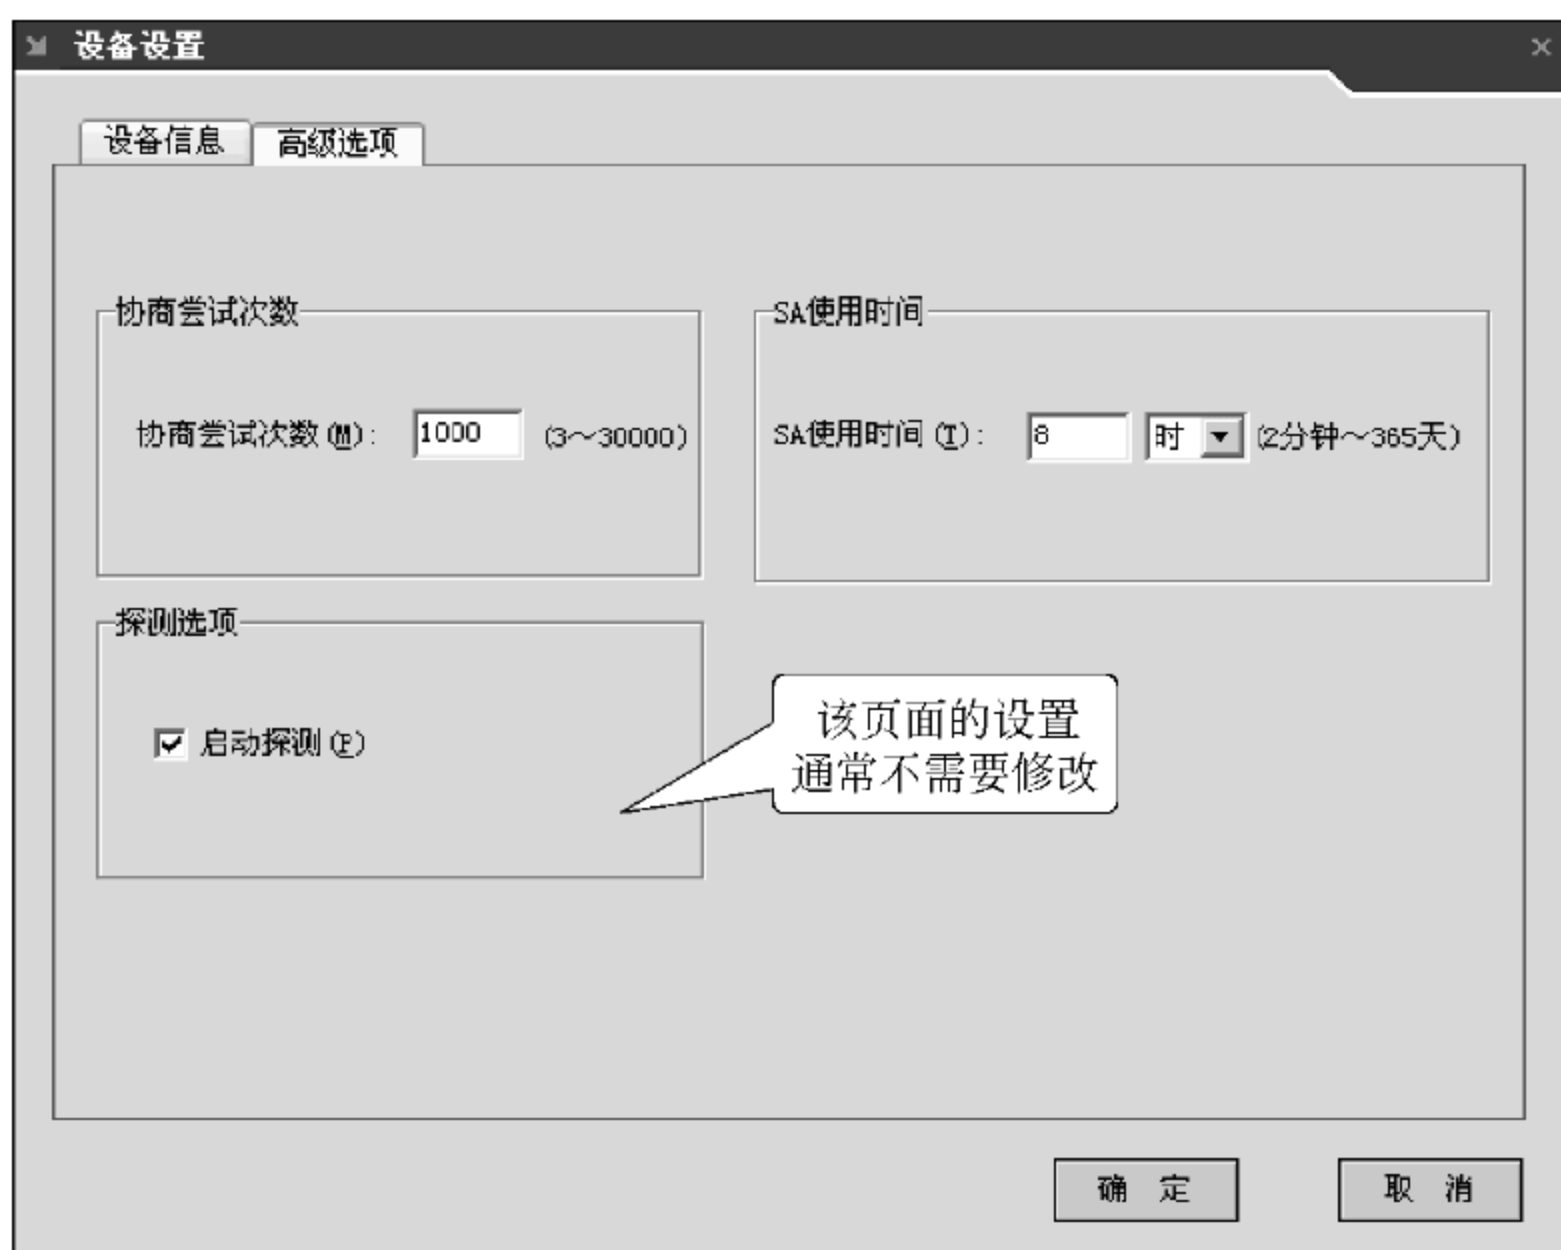 设备设置
设备信息 高级选项
协商尝试次数
协商尝试次数(M): 1000 (3～30000)
SA使用时间
SA使用时间(T): 8 时 (2分钟～365天)
探测选项
启动探测(P)
该页面的设置
通常不需要修改
确 定 取 消